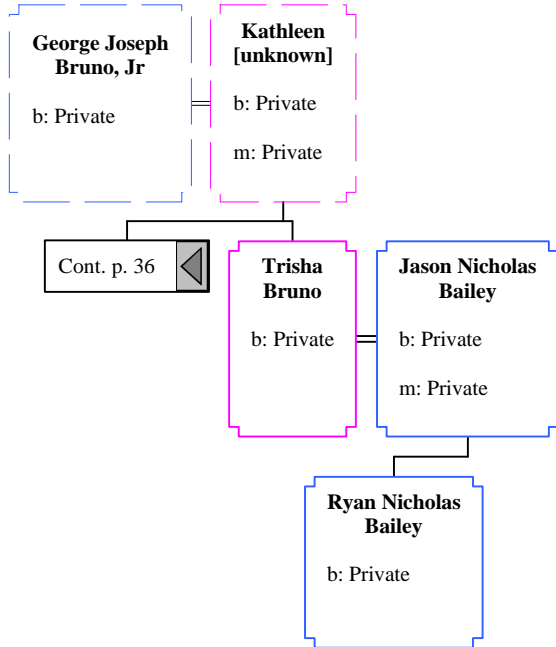 George Joseph
Bruno, Jr
b: Private
Kathleen
[unknown]
b: Private
m: Private
Cont. p. 36
Trisha
Bruno
b: Private
Jason Nicholas
Bailey
b: Private
m: Private
Ryan Nicholas
Bailey
b: Private